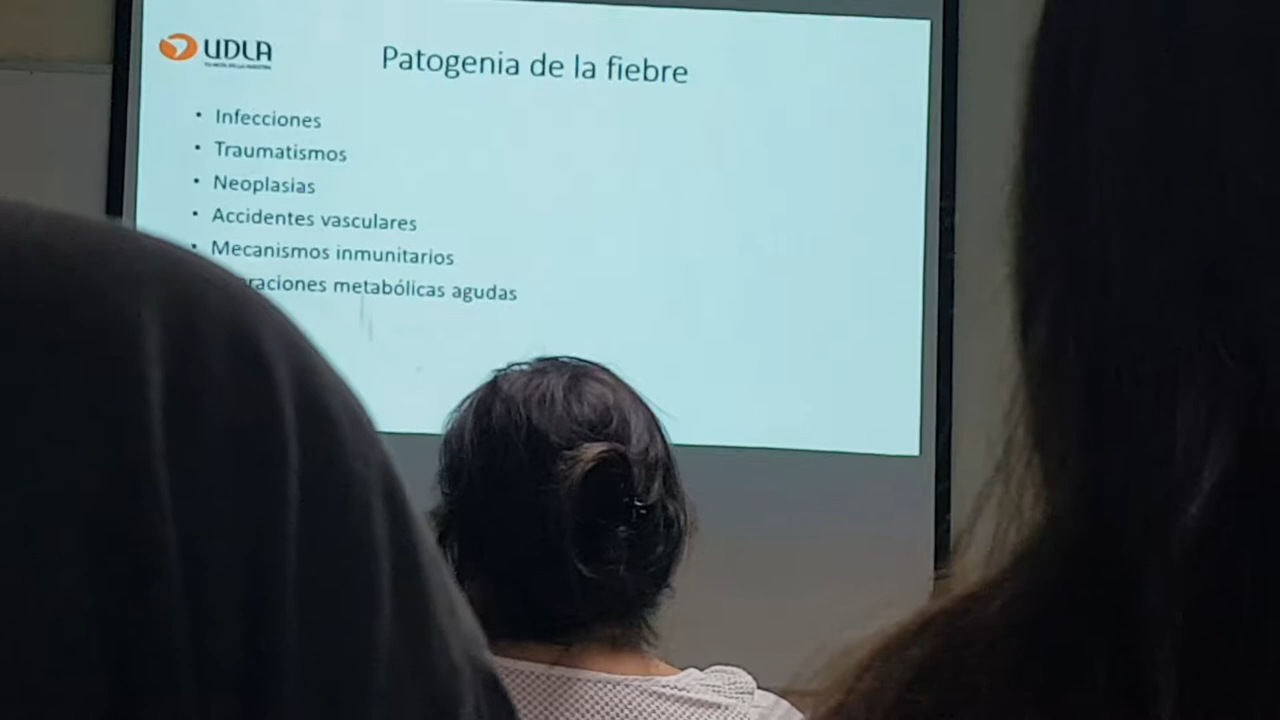 UDLA
Patogenia de la fiebre
• Infecciones
• Traumatismos
• Neoplasias
• Accidentes vasculares
• Mecanismos inmunitarios
metabólicas agudas